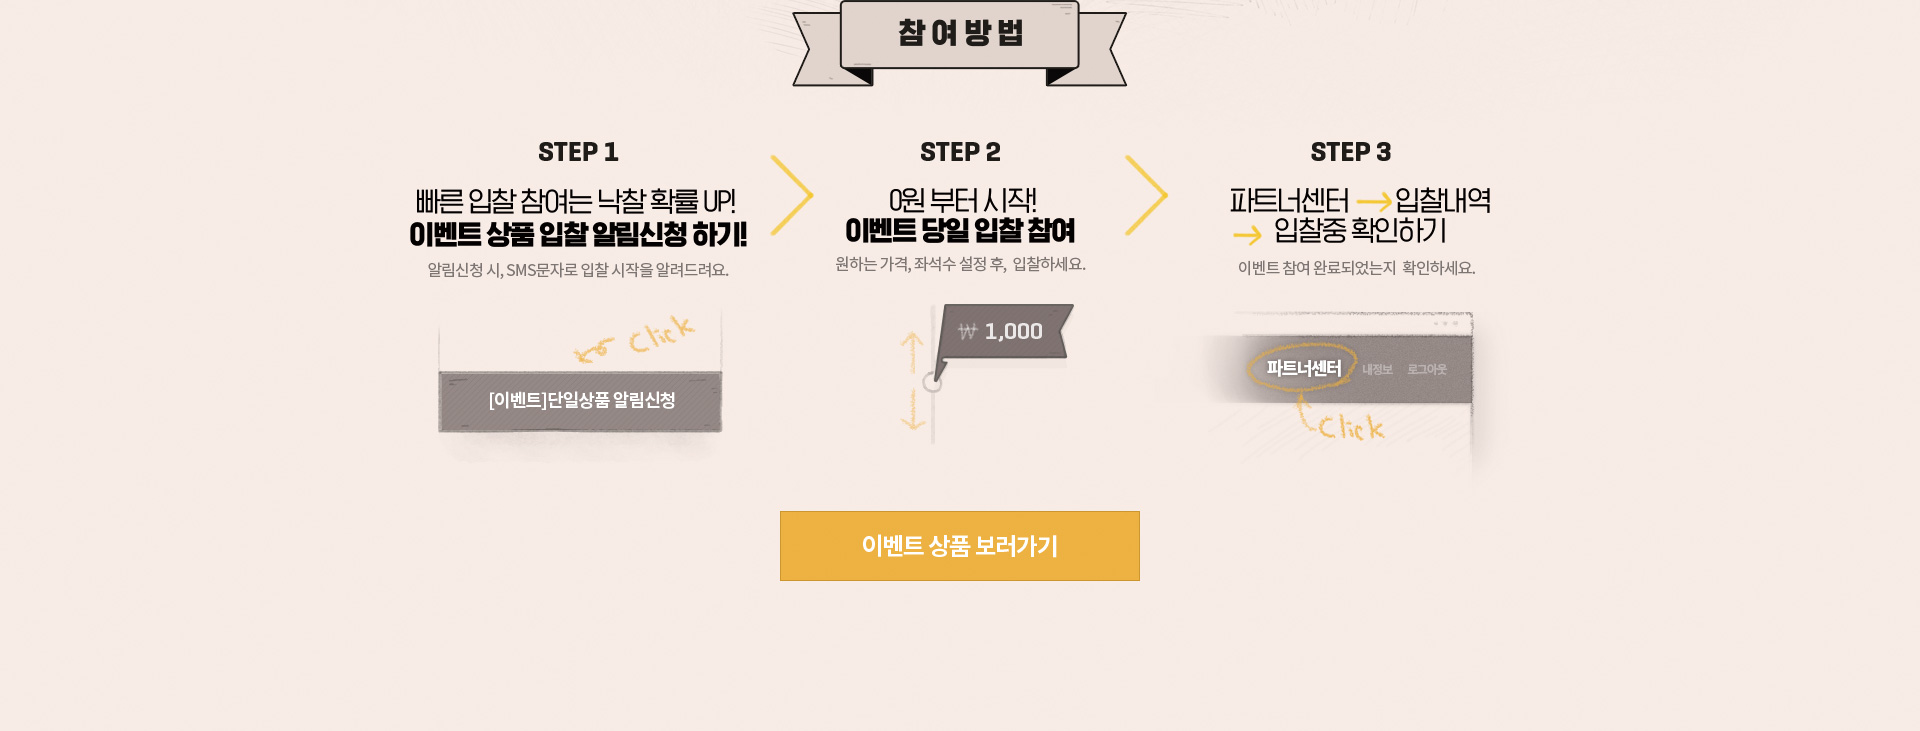 참여방법
STEP 1
빠른 입찰 참여는 낙찰 확률 UP!
이벤트 상품 입찰 알림신청 하기!
알림신청 시, SMS문자로 입찰 시작을 알려드려요.
Click
[이벤트]단일상품 알림신청
STEP 2
0원 부터 시작!
이벤트 당일 입찰 참여
원하는 가격, 좌석수 설정 후, 입찰하세요.
₩ 1,000
STEP 3
파트너센터 → 입찰내역
→ 입찰중 확인하기
이벤트 참여 완료되었는지 확인하세요.
파트너센터 내정보 로그아웃
Click
이벤트 상품 보러가기